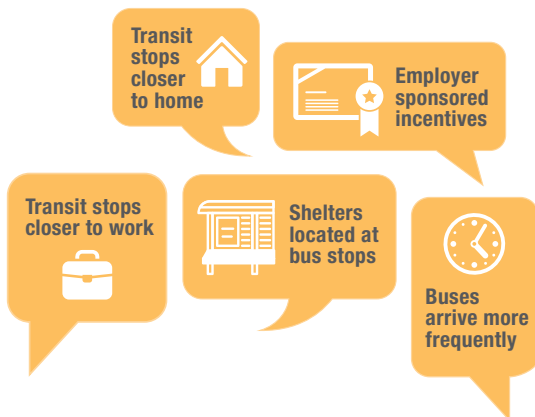 Transit
stops
closer
to home
Employer
sponsored
incentives
Transit stops
closer to work
Shelters
located at
bus stops
Buses
arrive more
frequently